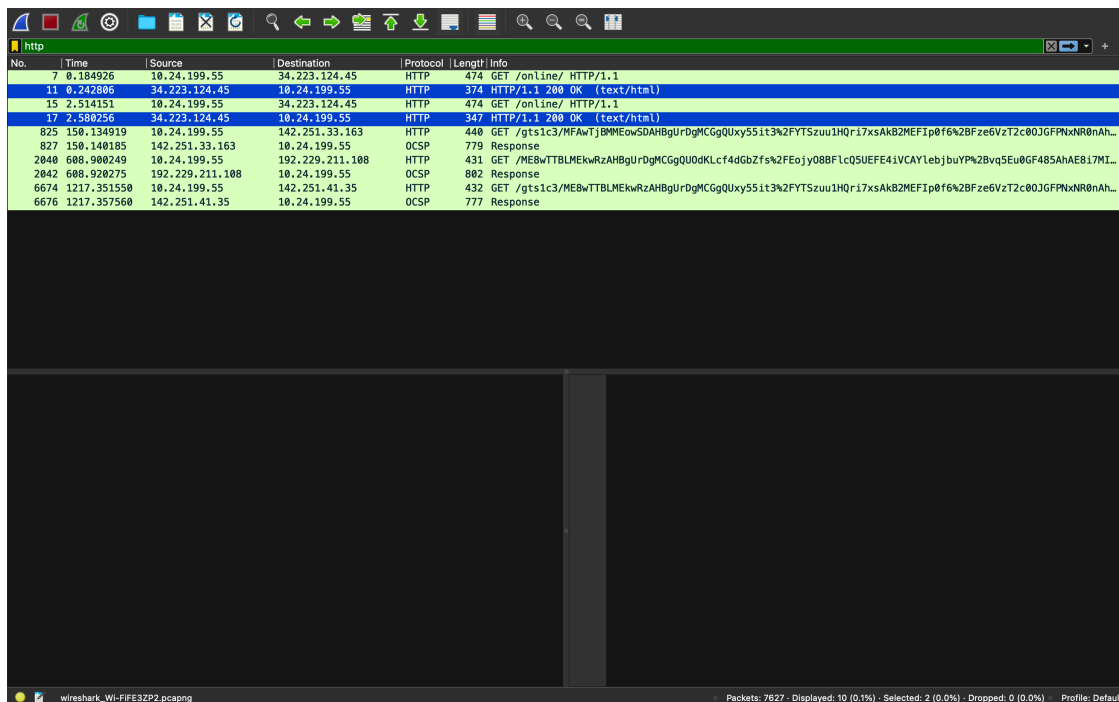 http
No. Time Source Destination Protocol Length Info
7 0.184926 10.24.199.55 34.223.124.45 HTTP 474 GET /online/ HTTP/1.1
11 0.242806 34.223.124.45 10.24.199.55 HTTP 374 HTTP/1.1 200 OK (text/html)
15 2.514151 10.24.199.55 34.223.124.45 HTTP 474 GET /online/ HTTP/1.1
17 2.580256 34.223.124.45 10.24.199.55 HTTP 347 HTTP/1.1 200 OK (text/html)
825 150.134919 10.24.199.55 142.251.33.163 HTTP 440 GET /gts1c3/MFAwTjBMMEowSDAHBgUrDgMCGgQUxy55it3%2FYTSzuu1HQri7xsAkB2MEFIp0f6%2BFze6VzT2c0OJGFPNxNR0nAh…
827 150.140185 142.251.33.163 10.24.199.55 OCSP 779 Response
2040 608.900249 10.24.199.55 192.229.211.108 HTTP 431 GET /ME8wTTBLMEkwRzAHBgUrDgMCGgQUOdKLcf4dGbZfs%2FEojyO8BFlcQ5UEFE4iVCAYlebjbuYP%2Bvq5Eu0GF485AhAE8i7MI…
2042 608.920275 192.229.211.108 10.24.199.55 OCSP 802 Response
6674 1217.351550 10.24.199.55 142.251.41.35 HTTP 432 GET /gts1c3/ME8wTTBLMEkwRzAHBgUrDgMCGgQUxy55it3%2FYTSzuu1HQri7xsAkB2MEFIp0f6%2BFze6VzT2c0OJGFPNxNR0nAh…
6676 1217.357560 142.251.41.35 10.24.199.55 OCSP 777 Response
wireshark_Wi-FiFE3ZP2.pcapng Packets: 7627 · Displayed: 10 (0.1%) · Selected: 2 (0.0%) · Dropped: 0 (0.0%) Profile: Defaul